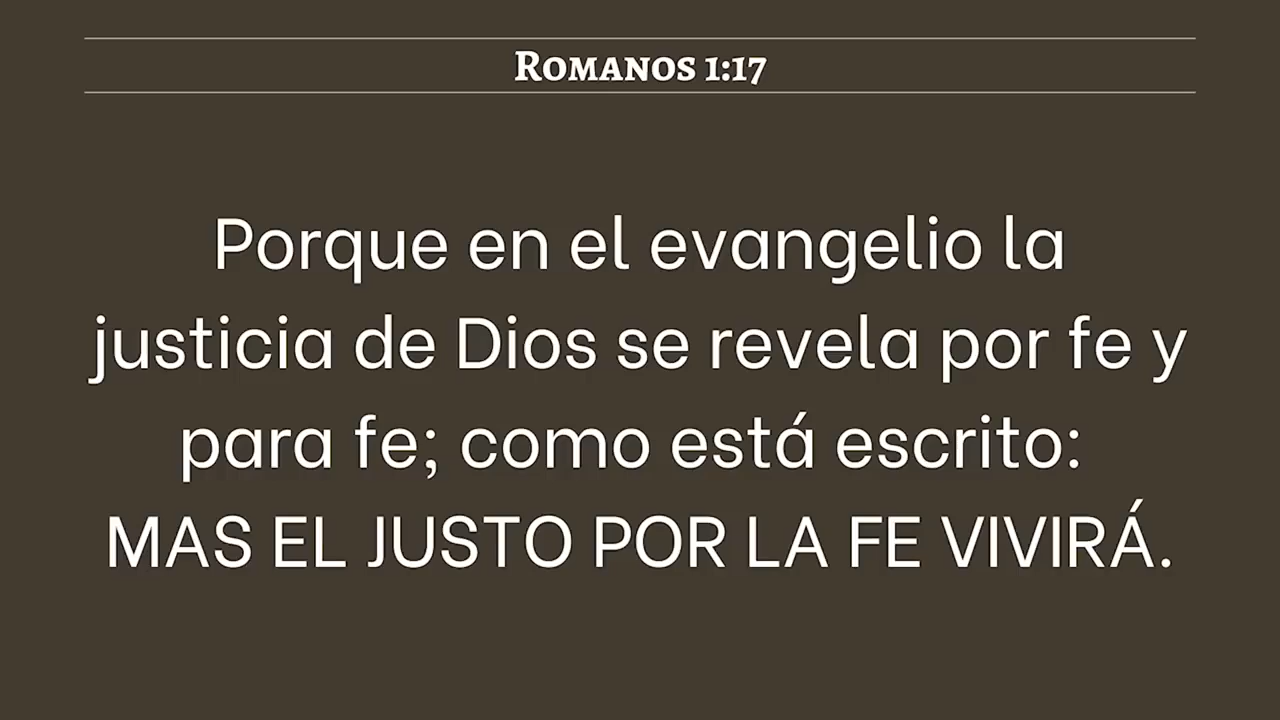 Romanos 1:17
Porque en el evangelio la
justicia de Dios se revela por fe y
para fe; como está escrito:
MAS EL JUSTO POR LA FE VIVIRÁ.